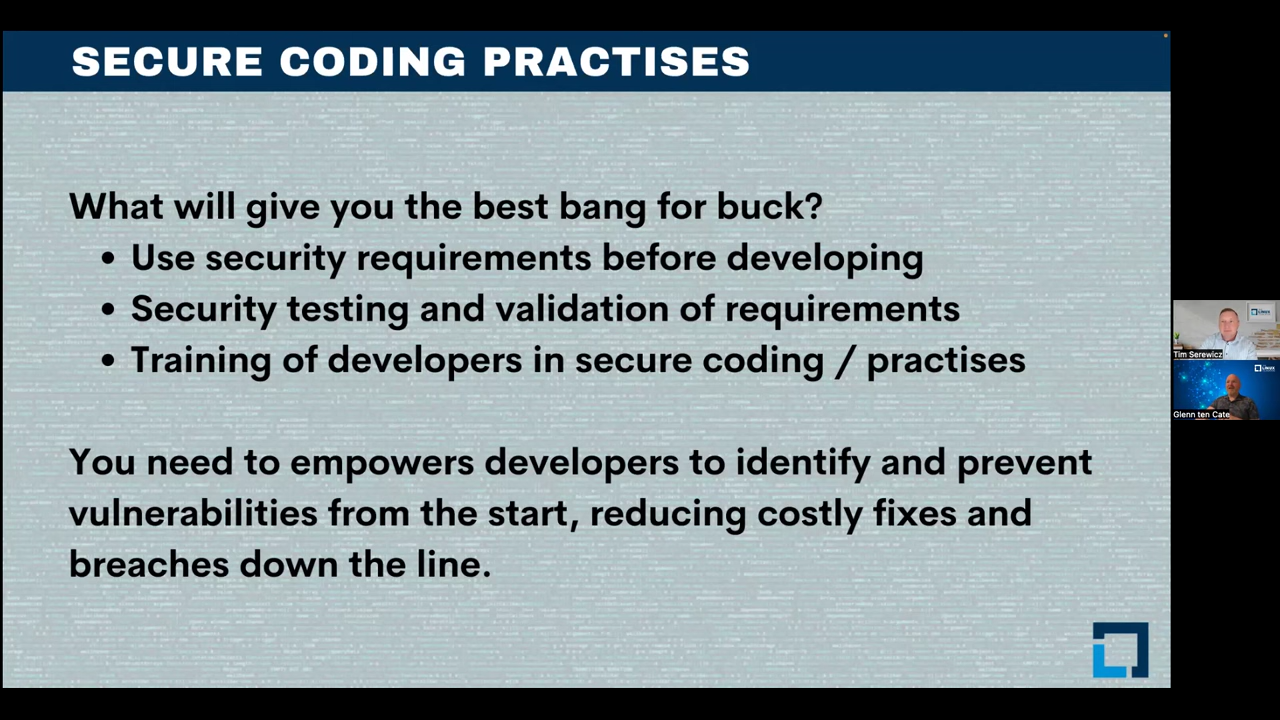 SECURE CODING PRACTISES
What will give you the best bang for buck?
• Use security requirements before developing
• Security testing and validation of requirements
• Training of developers in secure coding / practises
You need to empowers developers to identify and prevent
vulnerabilities from the start, reducing costly fixes and
breaches down the line.
Tim Serewicz
Glenn ten Cate